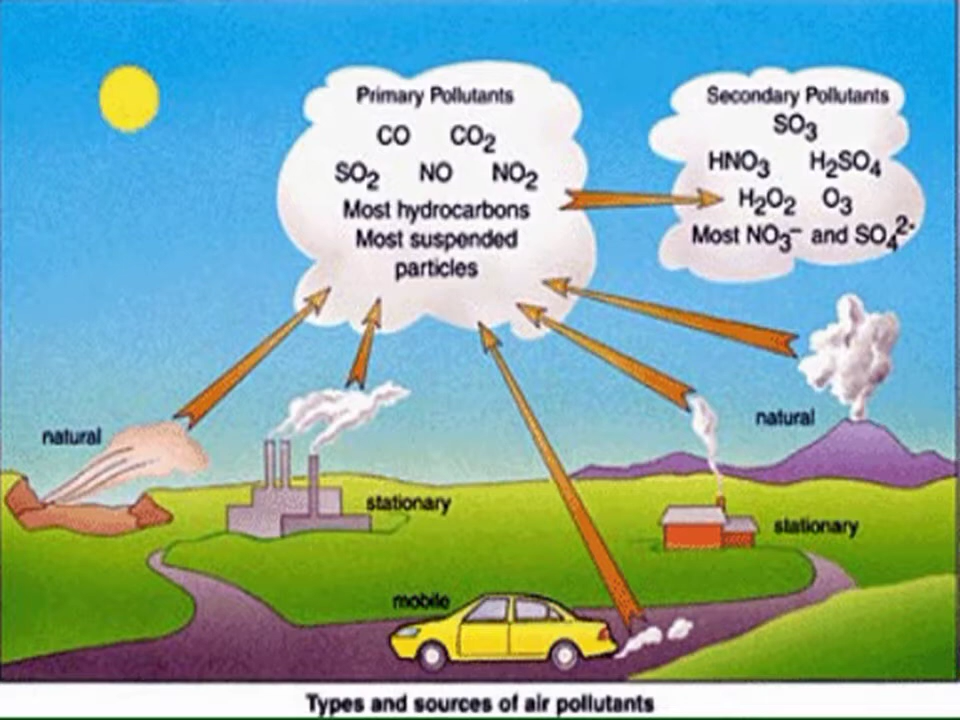 Primary Pollutants
CO CO₂
SO₂ NO NO₂
Most hydrocarbons
Most suspended
particles
Secondary Pollutants
SO₃
HNO₃ H₂SO₄
H₂O₂ O₃
Most NO₃⁻ and SO₄²⁻
natural
stationary
mobile
natural
stationary
Types and sources of air pollutants